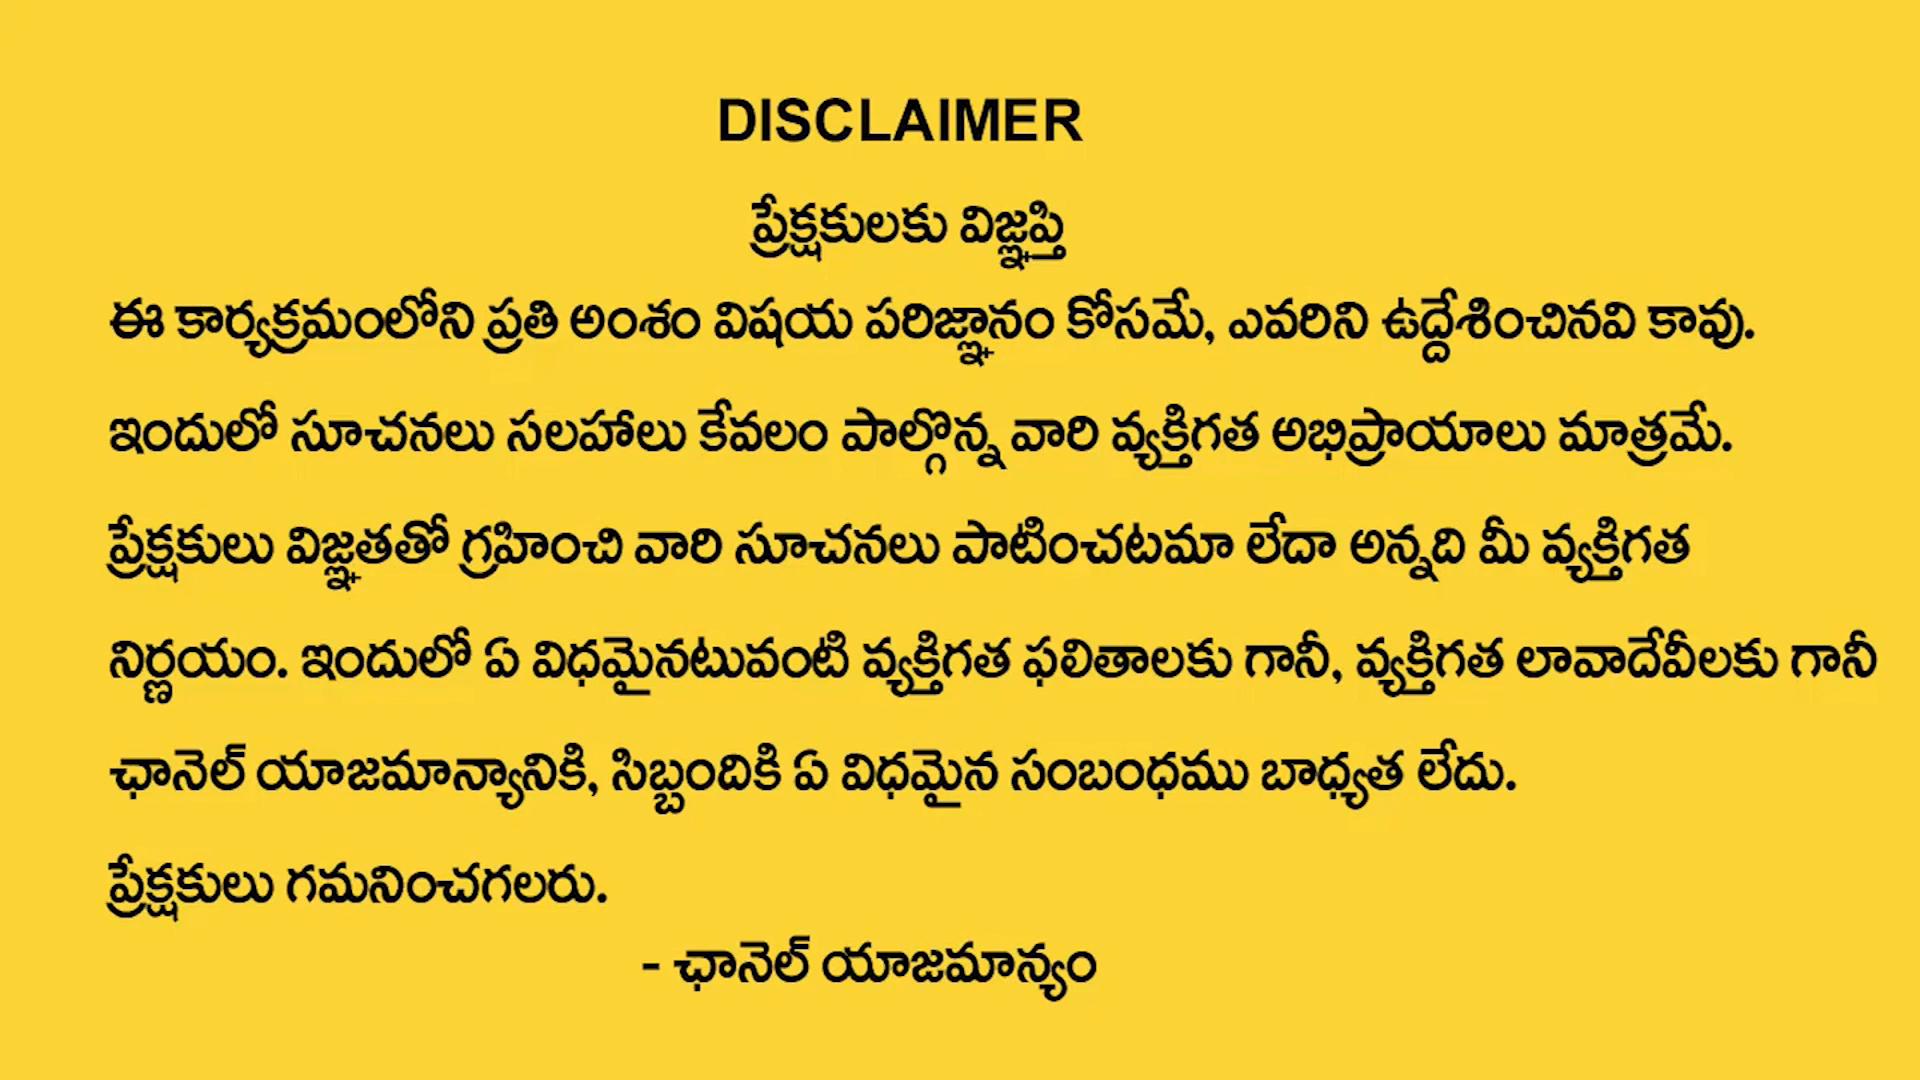 DISCLAIMER
ప్రేక్షకులకు విజ్ఞప్తి
ఈ కార్యక్రమంలోని ప్రతి అంశం విషయ పరిజ్ఞానం కోసమే, ఎవరిని ఉద్దేశించినవి కావు.
ఇందులో సూచనలు సలహాలు కేవలం పాల్గొన్న వారి వ్యక్తిగత అభిప్రాయాలు మాత్రమే.
ప్రేక్షకులు విజ్ఞతతో గ్రహించి వారి సూచనలు పాటించటమా లేదా అన్నది మీ వ్యక్తిగత
నిర్ణయం. ఇందులో ఏ విధమైనటువంటి వ్యక్తిగత ఫలితాలకు గానీ, వ్యక్తిగత లావాదేవీలకు గానీ
ఛానెల్ యాజమాన్యానికి, సిబ్బందికి ఏ విధమైన సంబంధము బాధ్యత లేదు.
ప్రేక్షకులు గమనించగలరు.
- ఛానెల్ యాజమాన్యం